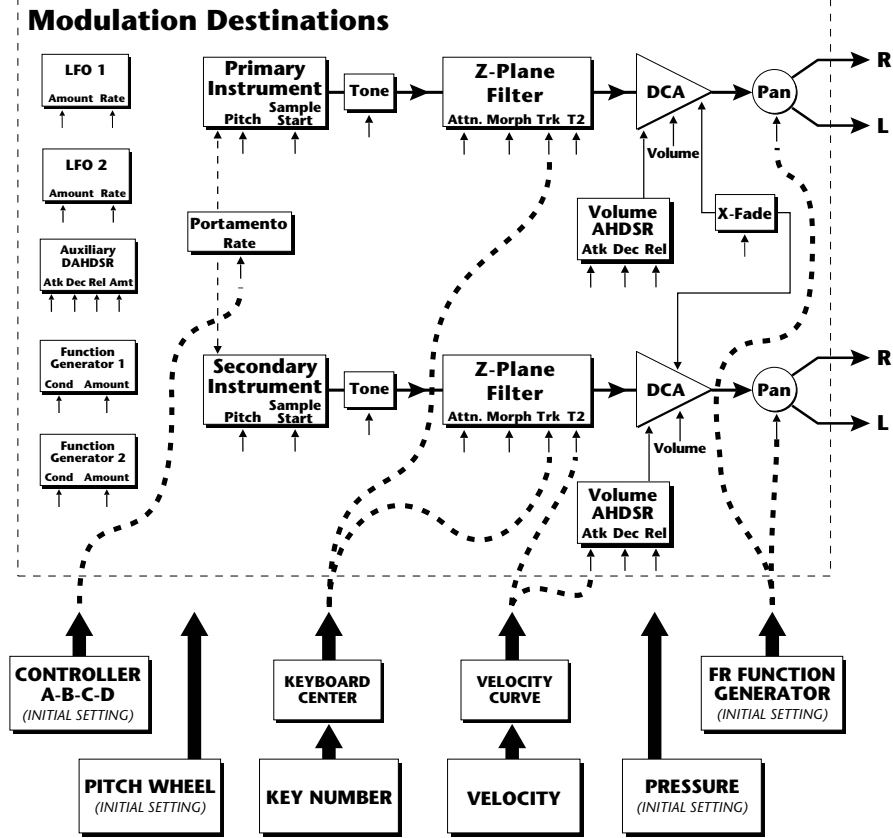 Modulation Destinations
LFO 1
Amount Rate
LFO 2
Amount Rate
Auxiliary
DAHDSR
Atk Dec Rel Amt
Function
Generator 1
Cond Amount
Function
Generator 2
Cond Amount
Primary
Instrument
Sample
Pitch Start
Tone
Z-Plane
Filter
Attn. Morph Trk T2
DCA
Volume
Pan
R
L
Portamento
Rate
Volume
AHDSR
Atk Dec Rel
X-Fade
Secondary
Instrument
Sample
Pitch Start
Tone
Z-Plane
Filter
Attn. Morph Trk T2
DCA
Volume
Pan
R
L
Volume
AHDSR
Atk Dec Rel
CONTROLLER
A-B-C-D
(INITIAL SETTING)
KEYBOARD
CENTER
VELOCITY
CURVE
FR FUNCTION
GENERATOR
(INITIAL SETTING)
PITCH WHEEL
(INITIAL SETTING)
KEY NUMBER
VELOCITY
PRESSURE
(INITIAL SETTING)